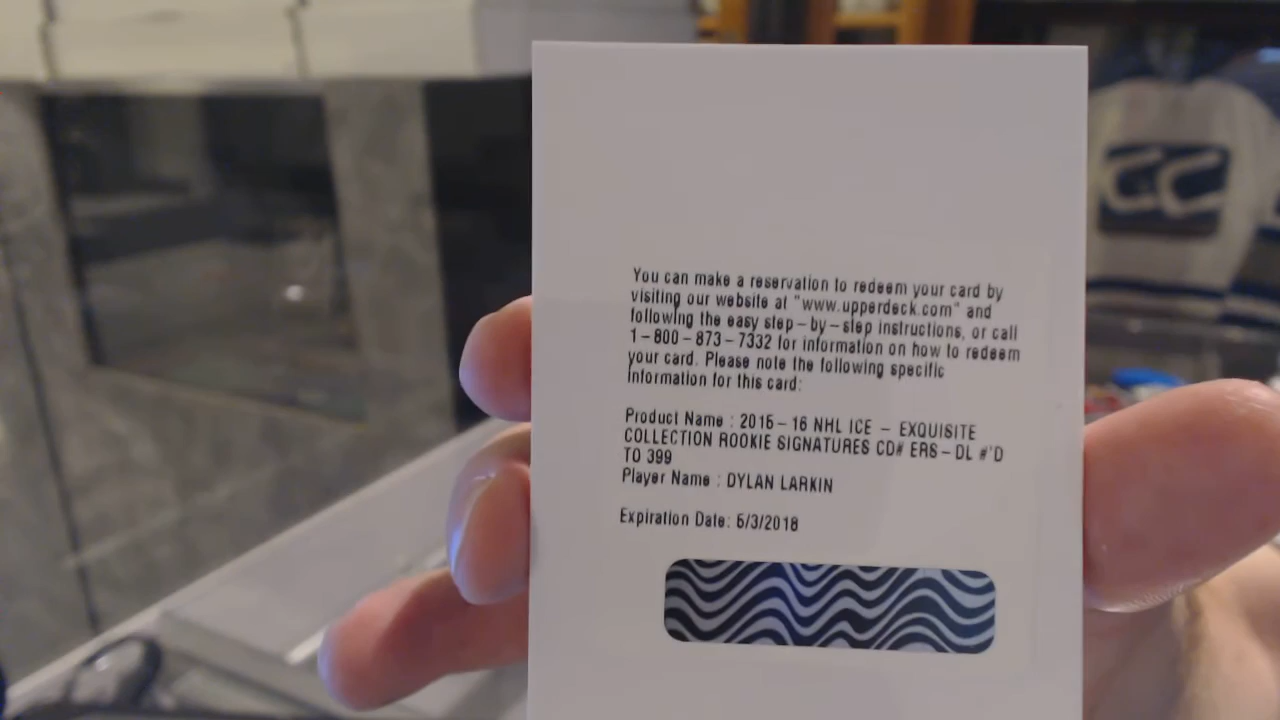 You can make a reservation to redeem your card by
visiting our website at "www.upperdeck.com" and
following the easy step-by-step instructions, or call
1-800-873-7332 for information on how to redeem
your card. Please note the following specific
information for this card:
Product Name : 2015-16 NHL ICE - EXQUISITE
COLLECTION ROOKIE SIGNATURES CD# ERS-DL #'D
TO 399
Player Name : DYLAN LARKIN
Expiration Date: 5/3/2018
CC